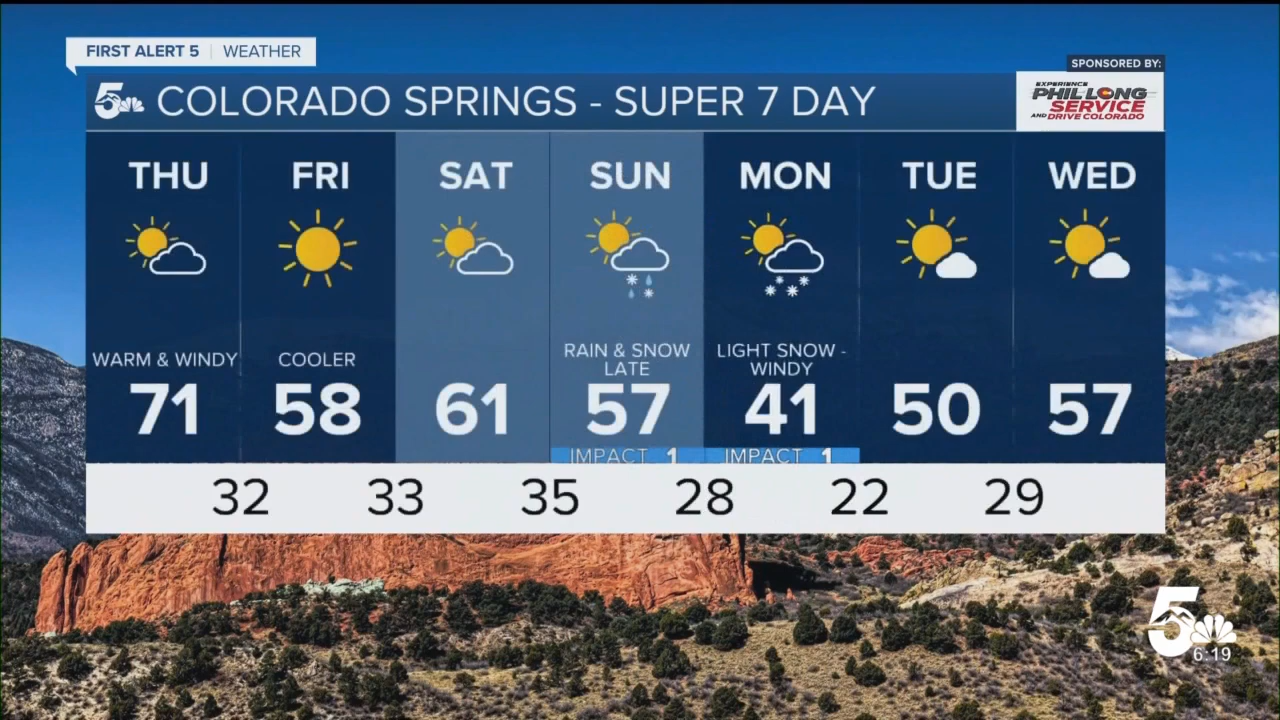 FIRST ALERT 5 | WEATHER
SPONSORED BY:
5 COLORADO SPRINGS - SUPER 7 DAY
EXPERIENCE
PHIL LONG
SERVICE
AND DRIVE COLORADO
THU FRI SAT SUN MON TUE WED
WARM & WINDY COOLER RAIN & SNOW LIGHT SNOW -
LATE WINDY
71 58 61 57 41 50 57
IMPACT 1 IMPACT 1
32 33 35 28 22 29
5
6:19